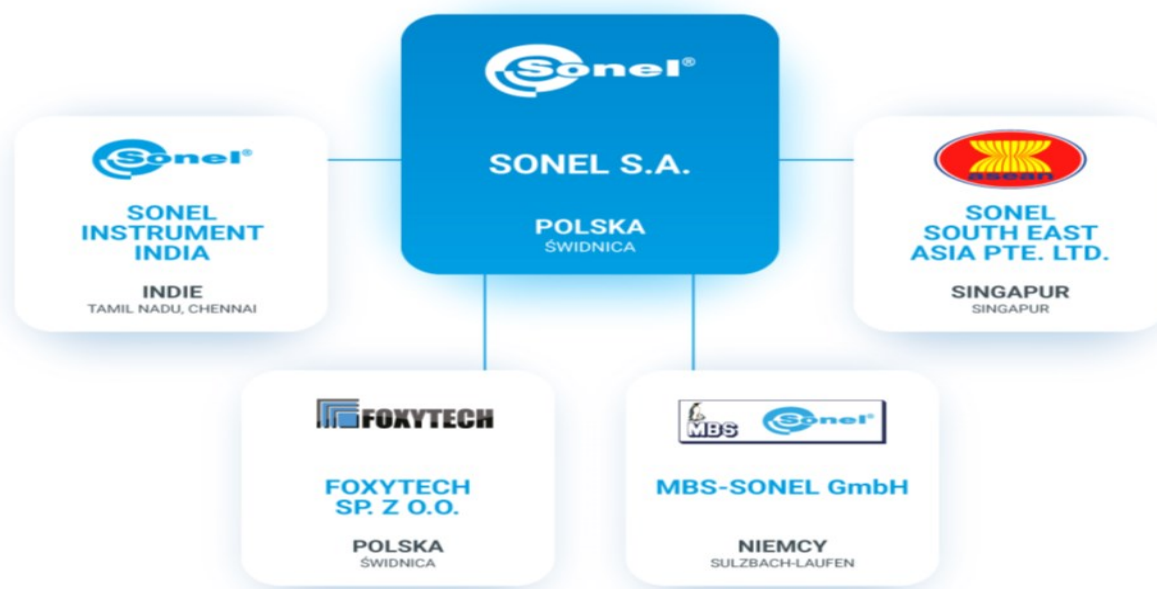 Sonel®
SONEL S.A.
POLSKA
ŚWIDNICA
Sonel®
SONEL
INSTRUMENT
INDIA
INDIE
TAMIL NADU, CHENNAI
asean
SONEL
SOUTH EAST
ASIA PTE. LTD.
SINGAPUR
SINGAPUR
FOXYTECH
FOXYTECH
SP. Z O.O.
POLSKA
ŚWIDNICA
MBS Sonel®
MBS-SONEL GmbH
NIEMCY
SULZBACH-LAUFEN